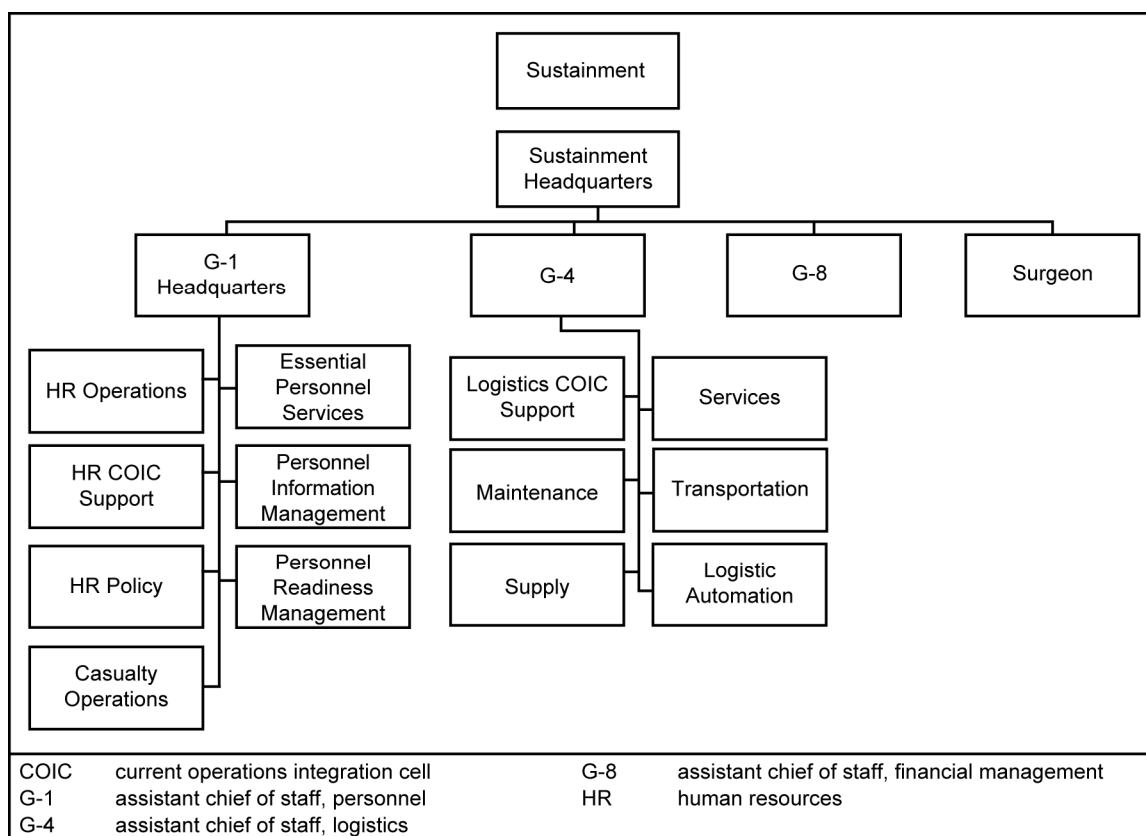 Sustainment
Sustainment
Headquarters
G-1
Headquarters
G-4
G-8
Surgeon
HR Operations
Essential
Personnel
Services
HR COIC
Support
Personnel
Information
Management
HR Policy
Personnel
Readiness
Management
Casualty
Operations
Logistics COIC
Support
Services
Maintenance
Transportation
Supply
Logistic
Automation
COIC current operations integration cell
G-1 assistant chief of staff, personnel
G-4 assistant chief of staff, logistics
G-8 assistant chief of staff, financial management
HR human resources